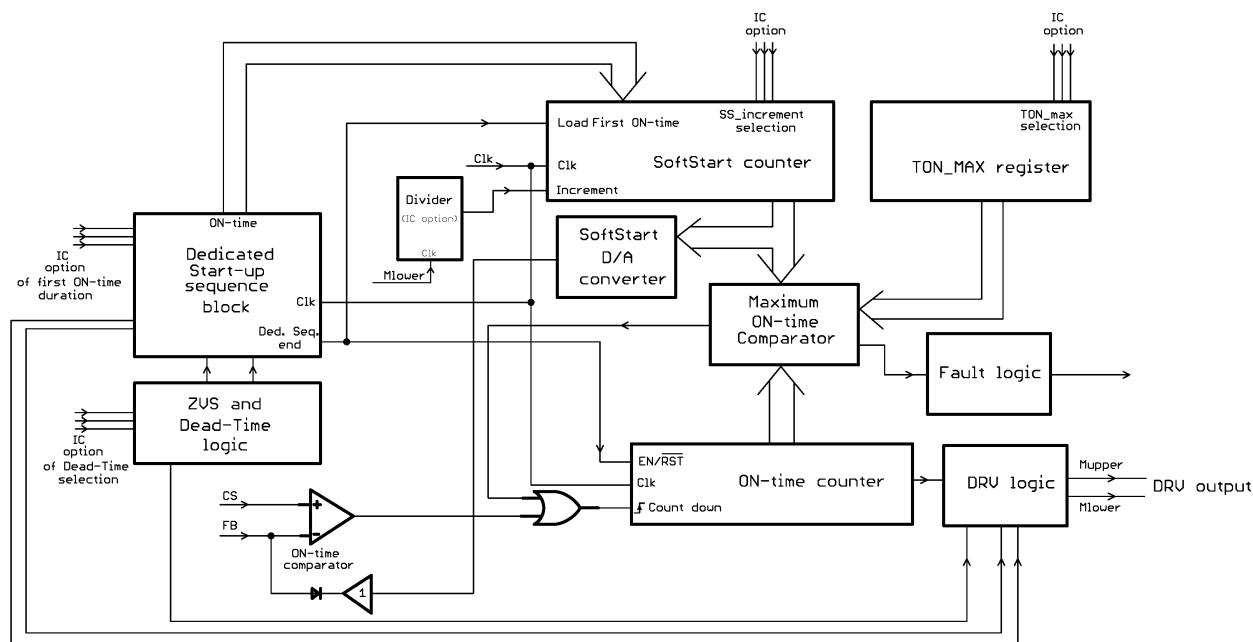 IC
option
IC
option
SS_increment
selection
Load First ON-time
Clk
Clk
SoftStart counter
Increment
TON_max
selection
TON_MAX register
Divider
(IC option)
Clk
Mlower
ON-time
Dedicated
Start-up
sequence
block
Clk
Ded. Seq.
end
IC
option
of first ON-time
duration
SoftStart
D/A
converter
Maximum
ON-time
Comparator
Fault logic
ZVS and
Dead-Time
logic
IC
option
of Dead-Time
selection
EN/RST
Clk
Count down
ON-time counter
DRV logic
Mupper
Mlower
DRV output
CS
FB
+
-
ON-time
comparator
1